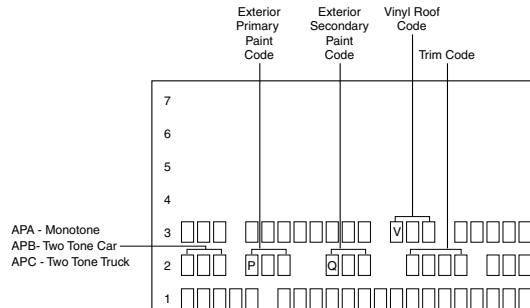 Exterior
Primary
Paint
Code
Exterior
Secondary
Paint
Code
Vinyl Roof
Code
Trim Code
7
6
5
4
APA - Monotone
APB- Two Tone Car
APC - Two Tone Truck
3
V
2
P
Q
1